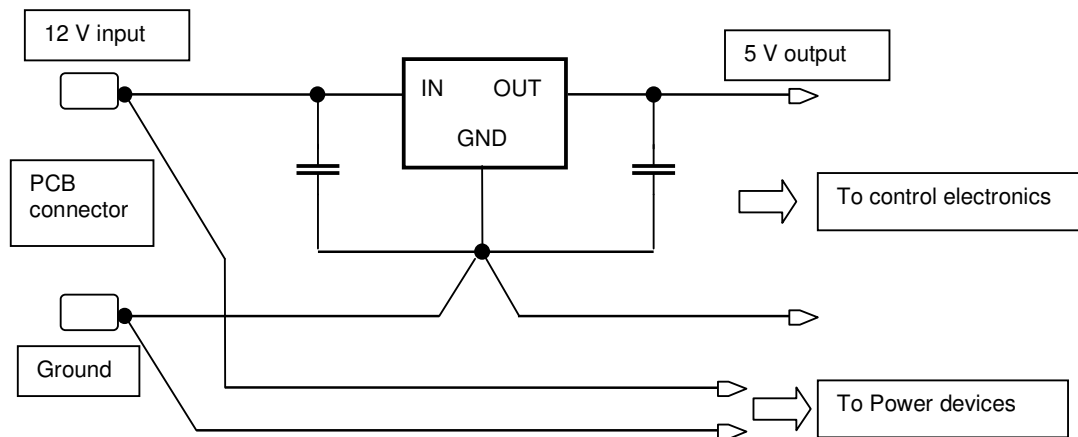 12 V input
5 V output
IN OUT
GND
PCB
connector
To control electronics
Ground
To Power devices